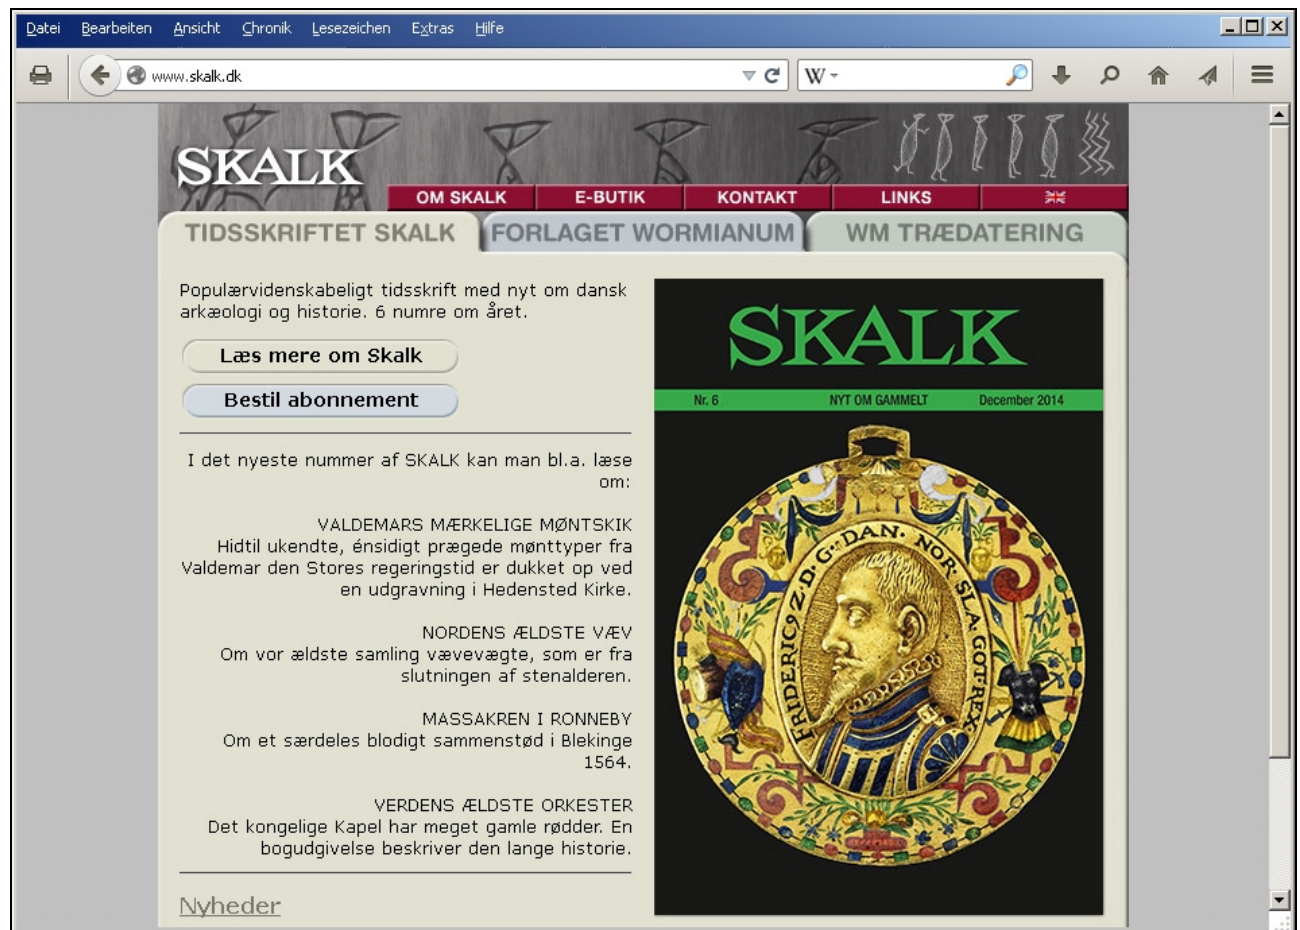 Datei Bearbeiten Ansicht Chronik Lesezeichen Extras Hilfe
www.skalk.dk
W
SKALK
OM SKALK E-BUTIK KONTAKT LINKS
TIDSSKRIFTET SKALK FORLAGET WORMIANUM WM TRÆDATERING
Populærvidenskabeligt tidsskrift med nyt om dansk
arkæologi og historie. 6 numre om året.
Læs mere om Skalk
Bestil abonnement
I det nyeste nummer af SKALK kan man bl.a. læse
om:
VALDEMARS MÆRKELIGE MØNTSKIK
Hidtil ukendte, énsidigt prægede mønttyper fra
Valdemar den Stores regeringstid er dukket op ved
en udgravning i Hedensted Kirke.
NORDENS ÆLDSTE VÆV
Om vor ældste samling vævevægte, som er fra
slutningen af stenalderen.
MASSAKREN I RONNEBY
Om et særdeles blodigt sammenstød i Blekinge
1564.
VERDENS ÆLDSTE ORKESTER
Det kongelige Kapel har meget gamle rødder. En
bogudgivelse beskriver den lange historie.
Nyheder
SKALK
Nr. 6 NYT OM GAMMELT December 2014
FRIDERIC9 2·D·G·DAN·NOR·SLA·GOT·REX